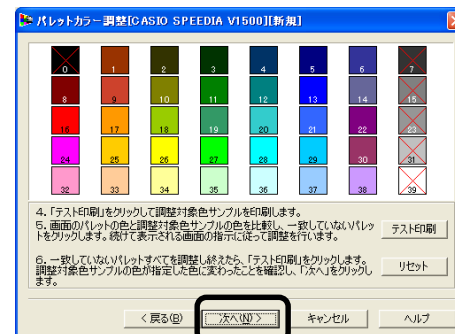 パレットカラー調整[CASIO SPEEDIA V1500][新規]
0 1 2 3 4 5 6 7
8 9 10 11 12 13 14 15
16 17 18 19 20 21 22 23
24 25 26 27 28 29 30 31
32 33 34 35 36 37 38 39
4. 「テスト印刷」をクリックして調整対象色サンプルを印刷します。
5. 画面のパレットの色と調整対象色サンプルの色を比較し、一致していないパレッ
トをクリックします。続けて表示される画面の指示に従って調整を行います。
テスト印刷
6. 一致していないパレットすべてを調整し終えたら、「テスト印刷」をクリックします。
調整対象色サンプルの色が指定した色に変わったことを確認し、「次へ」をクリックし
ます。
リセット
< 戻る(B) 次へ(N) > キャンセル ヘルプ